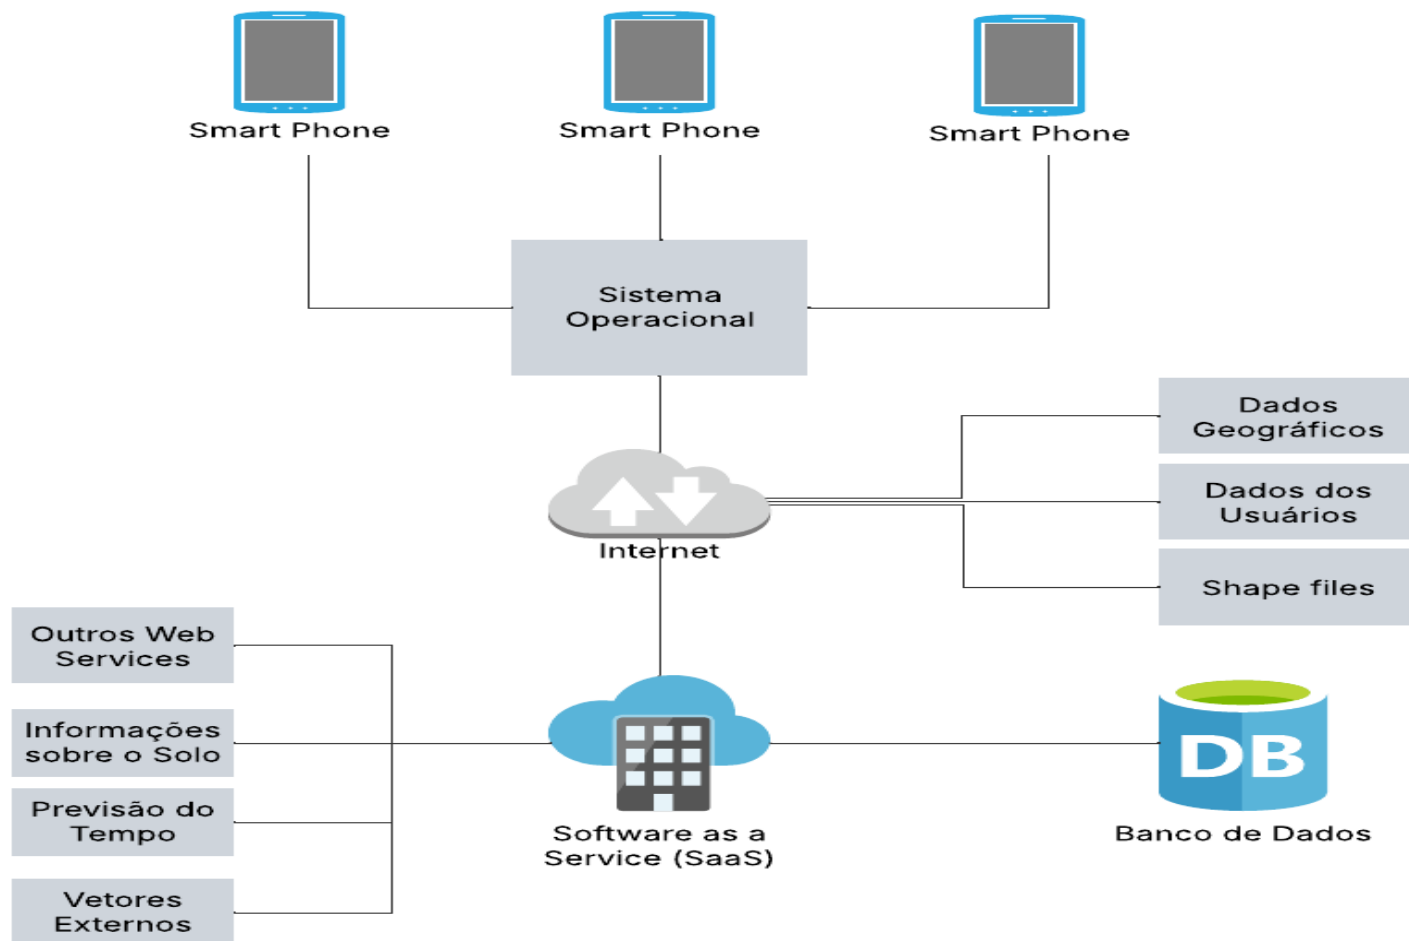 Smart Phone
Smart Phone
Smart Phone
Sistema
Operacional
Dados
Geográficos
Dados dos
Usuários
Internet
Shape files
Outros Web
Services
Informações
sobre o Solo
Previsão do
Tempo
Vetores
Externos
Software as a
Service (SaaS)
DB
Banco de Dados